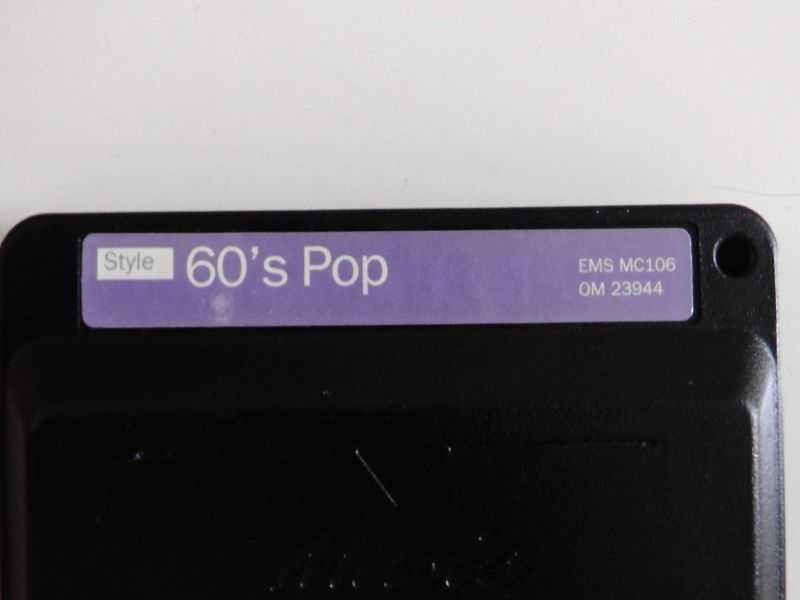 Style 60's Pop
EMS MC106
OM 23944